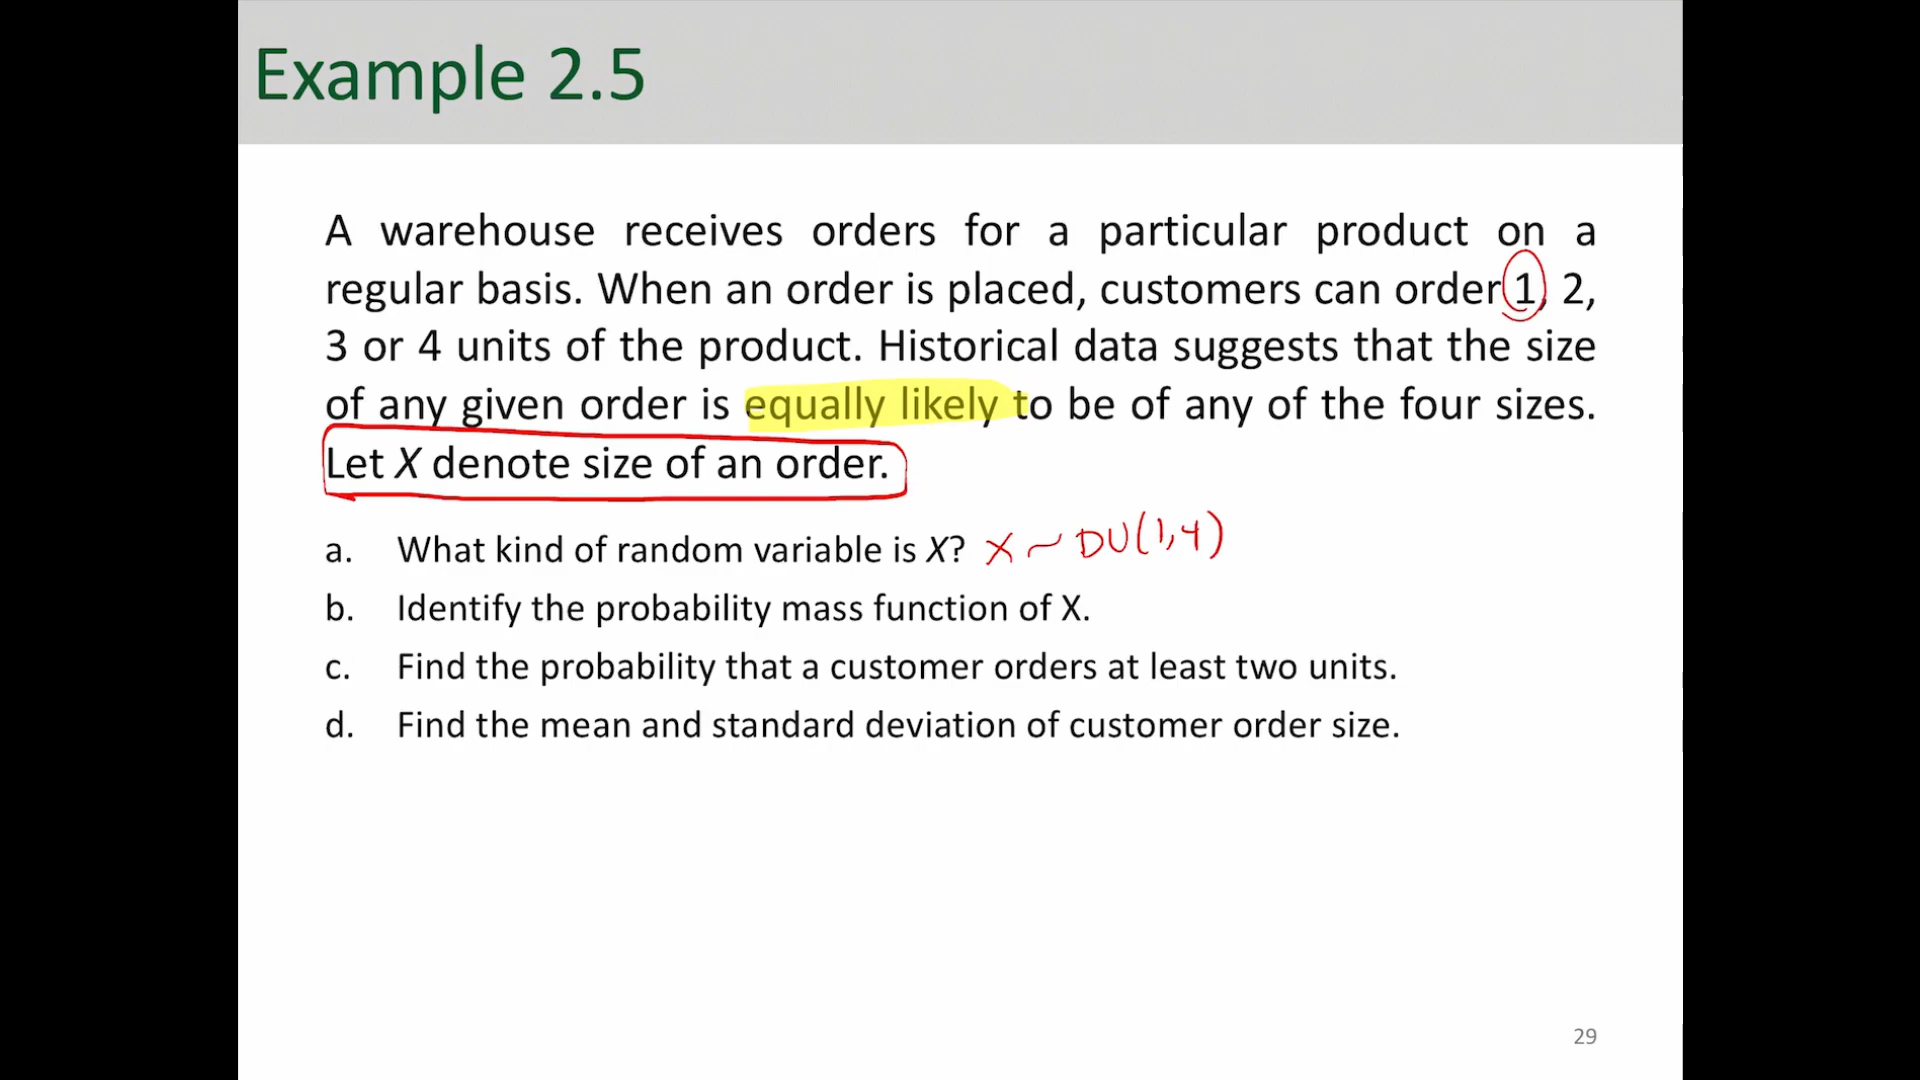 Example 2.5
A warehouse receives orders for a particular product on a
regular basis. When an order is placed, customers can order 1, 2,
3 or 4 units of the product. Historical data suggests that the size
of any given order is equally likely to be of any of the four sizes.
Let X denote size of an order.
a. What kind of random variable is X? X ~ DU(1,4)
b. Identify the probability mass function of X.
c. Find the probability that a customer orders at least two units.
d. Find the mean and standard deviation of customer order size.
29